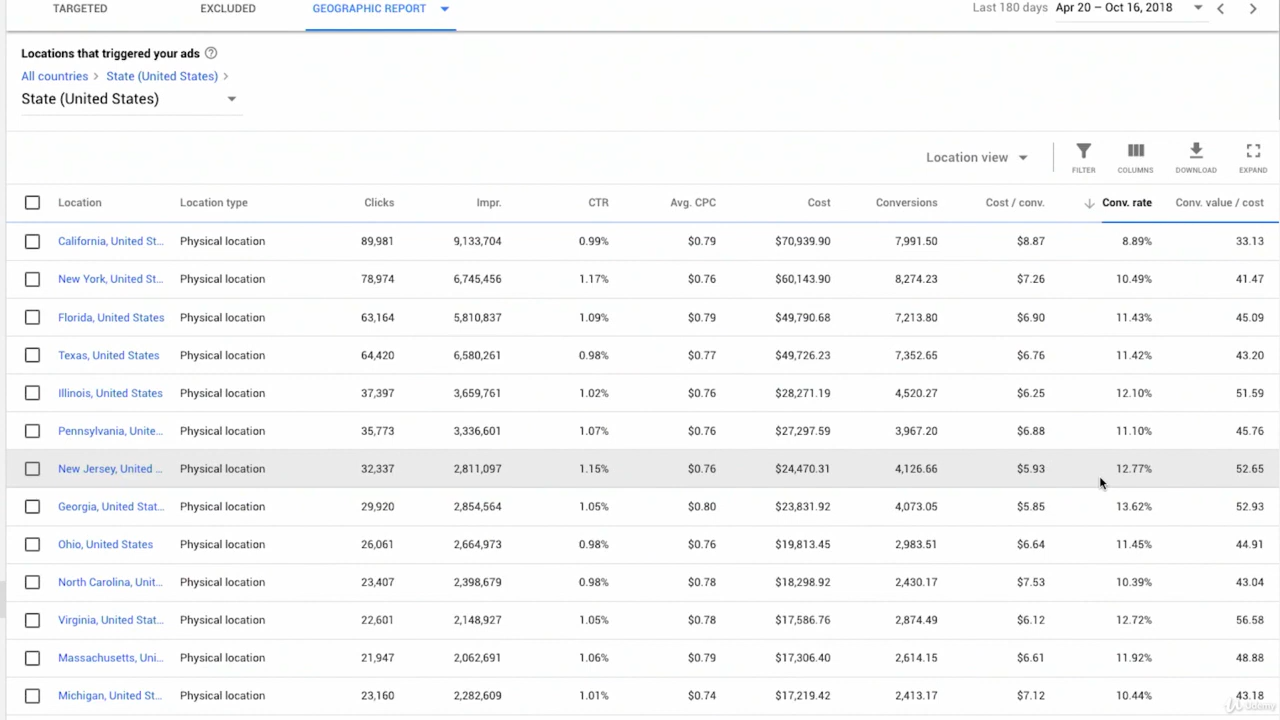 TARGETED EXCLUDED GEOGRAPHIC REPORT Last 180 days Apr 20 – Oct 16, 2018
Locations that triggered your ads
All countries > State (United States) >
State (United States)
Location view
FILTER COLUMNS DOWNLOAD EXPAND
Location Location type Clicks Impr. CTR Avg. CPC Cost Conversions Cost / conv. Conv. rate Conv. value / cost
California, United St... Physical location 89,981 9,133,704 0.99% $0.79 $70,939.90 7,991.50 $8.87 8.89% 33.13
New York, United St... Physical location 78,974 6,745,456 1.17% $0.76 $60,143.90 8,274.23 $7.26 10.49% 41.47
Florida, United States Physical location 63,164 5,810,837 1.09% $0.79 $49,790.68 7,213.80 $6.90 11.43% 45.09
Texas, United States Physical location 64,420 6,580,261 0.98% $0.77 $49,726.23 7,352.65 $6.76 11.42% 43.20
Illinois, United States Physical location 37,397 3,659,761 1.02% $0.76 $28,271.19 4,520.27 $6.25 12.10% 51.59
Pennsylvania, Unite... Physical location 35,773 3,336,601 1.07% $0.76 $27,297.59 3,967.20 $6.88 11.10% 45.76
New Jersey, United ... Physical location 32,337 2,811,097 1.15% $0.76 $24,470.31 4,126.66 $5.93 12.77% 52.65
Georgia, United Stat... Physical location 29,920 2,854,564 1.05% $0.80 $23,831.92 4,073.05 $5.85 13.62% 52.93
Ohio, United States Physical location 26,061 2,664,973 0.98% $0.76 $19,813.45 2,983.51 $6.64 11.45% 44.91
North Carolina, Unit... Physical location 23,407 2,398,679 0.98% $0.78 $18,298.92 2,430.17 $7.53 10.39% 43.04
Virginia, United Stat... Physical location 22,601 2,148,927 1.05% $0.78 $17,586.76 2,874.49 $6.12 12.72% 56.58
Massachusetts, Uni... Physical location 21,947 2,062,691 1.06% $0.79 $17,306.40 2,614.15 $6.61 11.92% 48.88
Michigan, United St... Physical location 23,160 2,282,609 1.01% $0.74 $17,219.42 2,413.17 $7.12 10.44% 43.18
Udemy